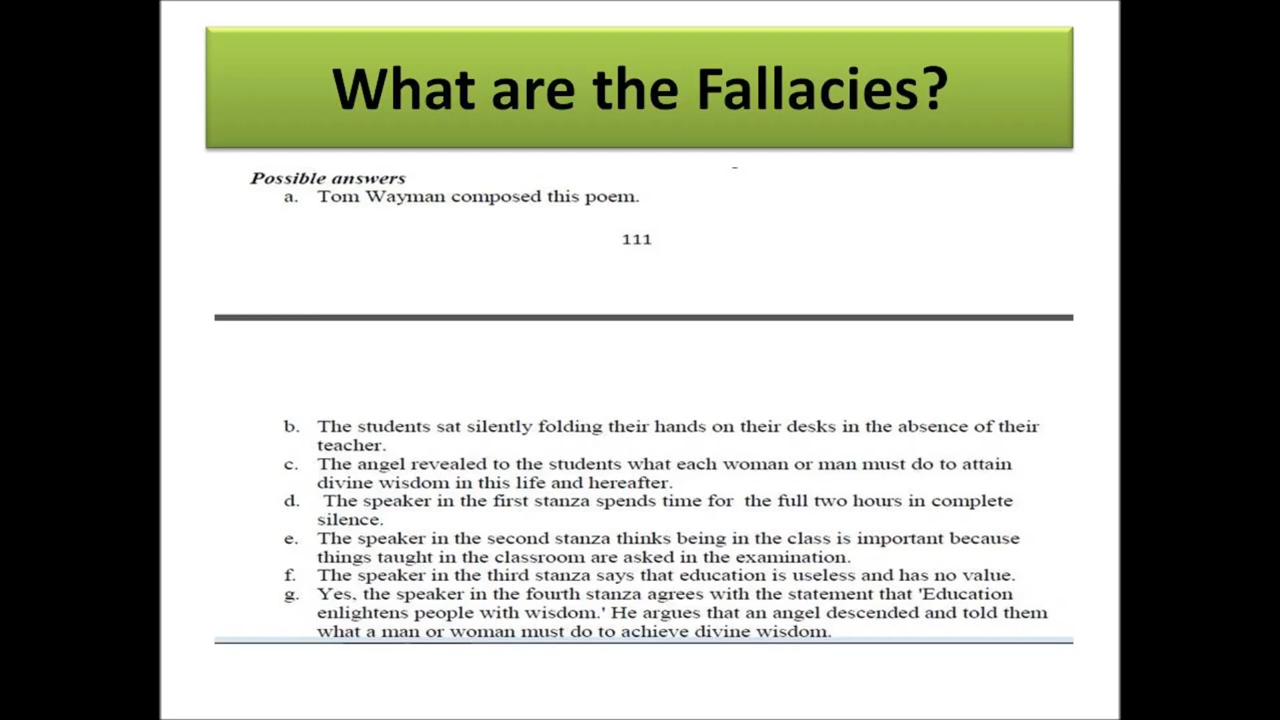 What are the Fallacies?
Possible answers
a. Tom Wayman composed this poem.
111
b. The students sat silently folding their hands on their desks in the absence of their
teacher.
c. The angel revealed to the students what each woman or man must do to attain
divine wisdom in this life and hereafter.
d. The speaker in the first stanza spends time for the full two hours in complete
silence.
e. The speaker in the second stanza thinks being in the class is important because
things taught in the classroom are asked in the examination.
f. The speaker in the third stanza says that education is useless and has no value.
g. Yes, the speaker in the fourth stanza agrees with the statement that 'Education
enlightens people with wisdom.' He argues that an angel descended and told them
what a man or woman must do to achieve divine wisdom.